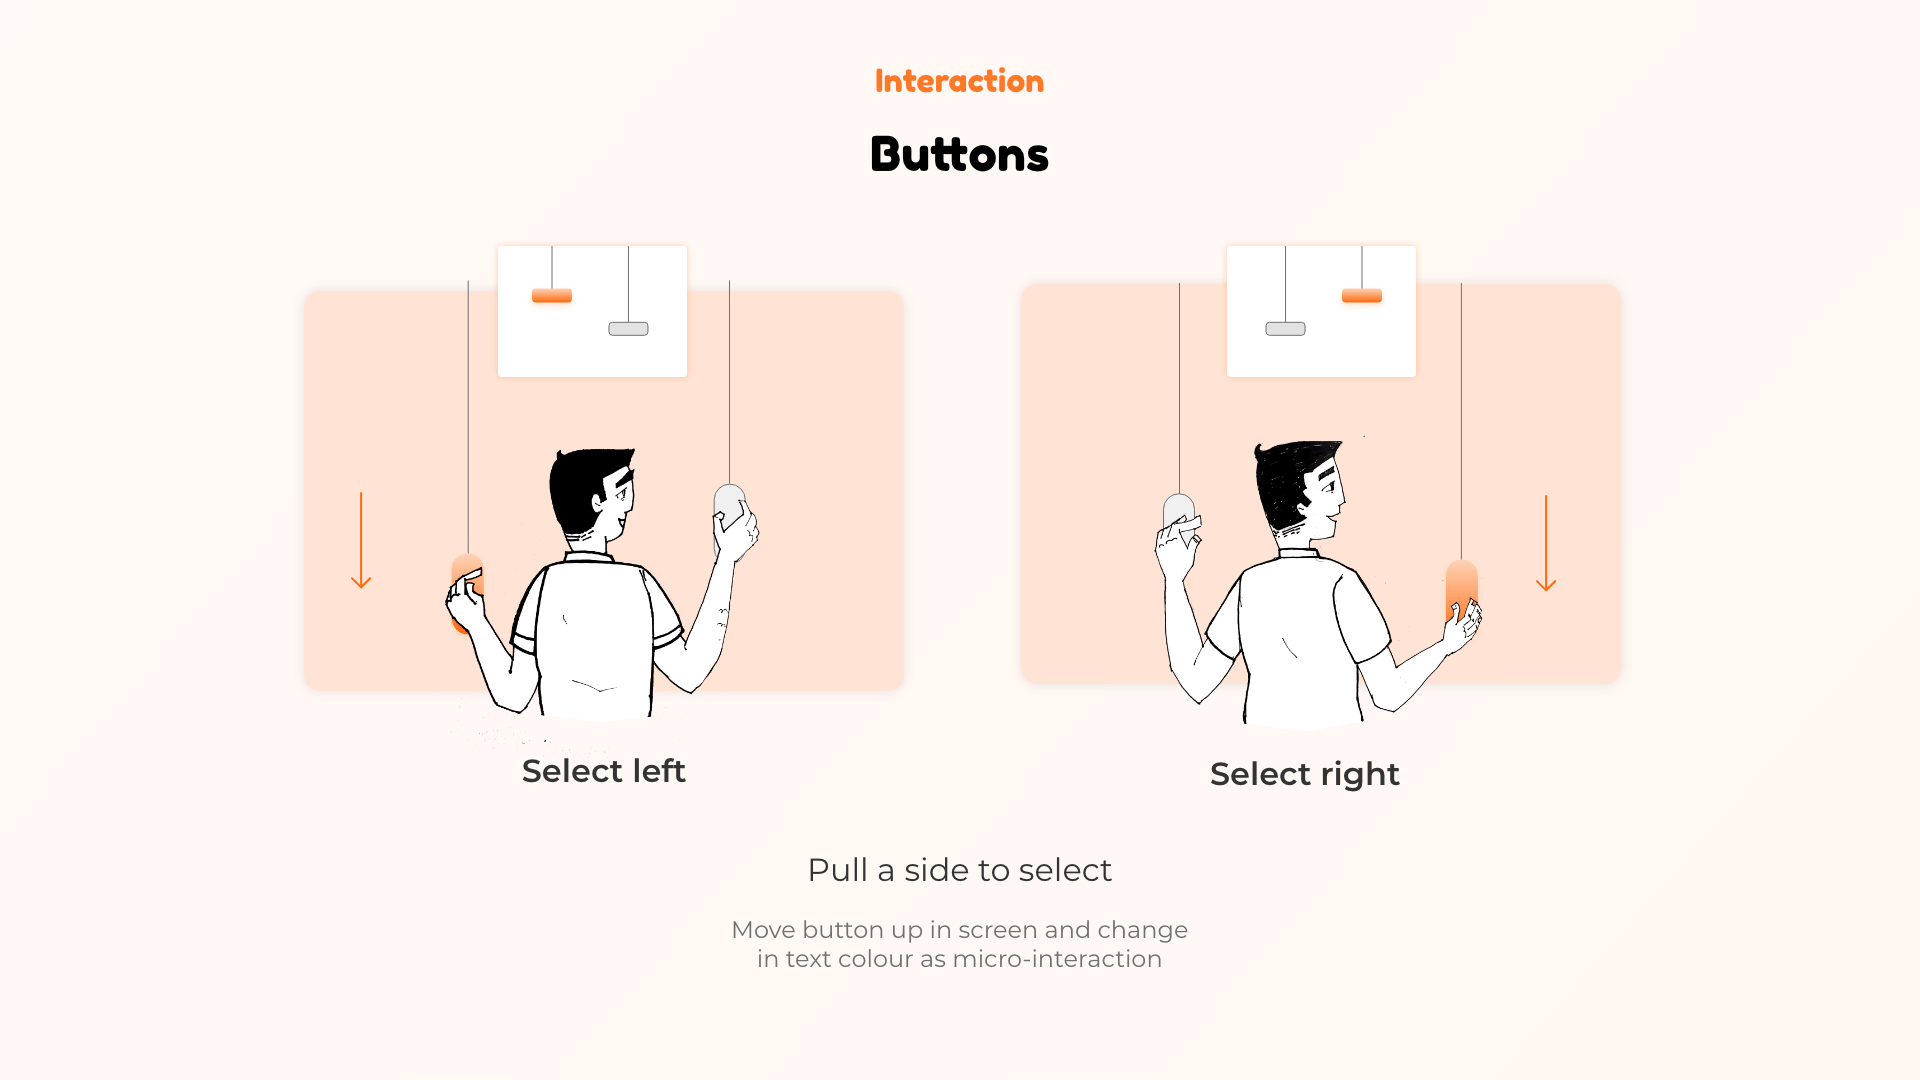 Interaction
Buttons
Select left
Select right
Pull a side to select
Move button up in screen and change
in text colour as micro-interaction